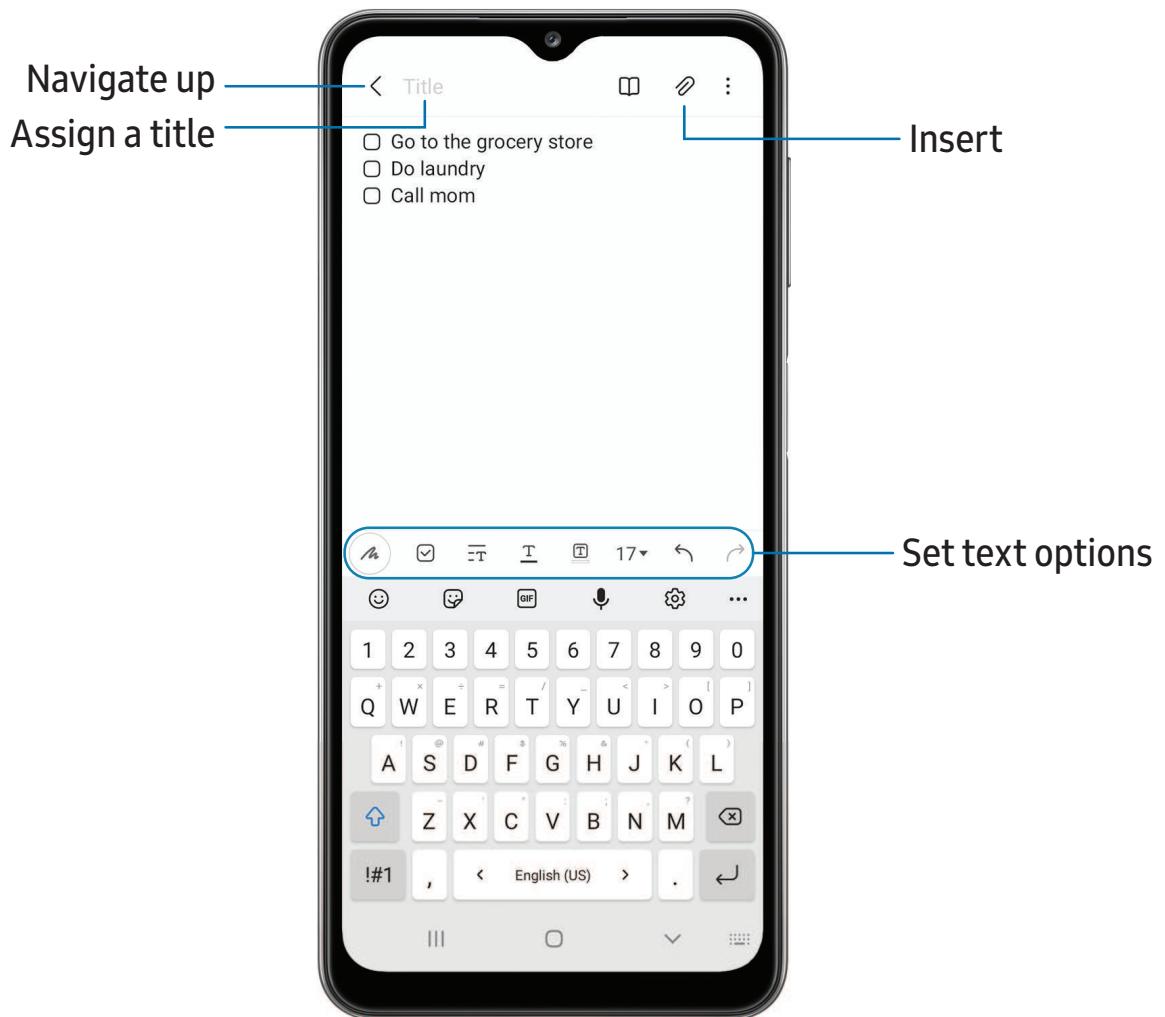 Navigate up
Title
Assign a title
Insert
Go to the grocery store
Do laundry
Call mom
T T T 17
Set text options
GIF
1 2 3 4 5 6 7 8 9 0
+ × ÷ = / _ < > [ ]
Q W E R T Y U I O P
! @ # $ % & ( )
A S D F G H J K L
- ' : ; , ?
Z X C V B N M
!#1 , < English (US) > .